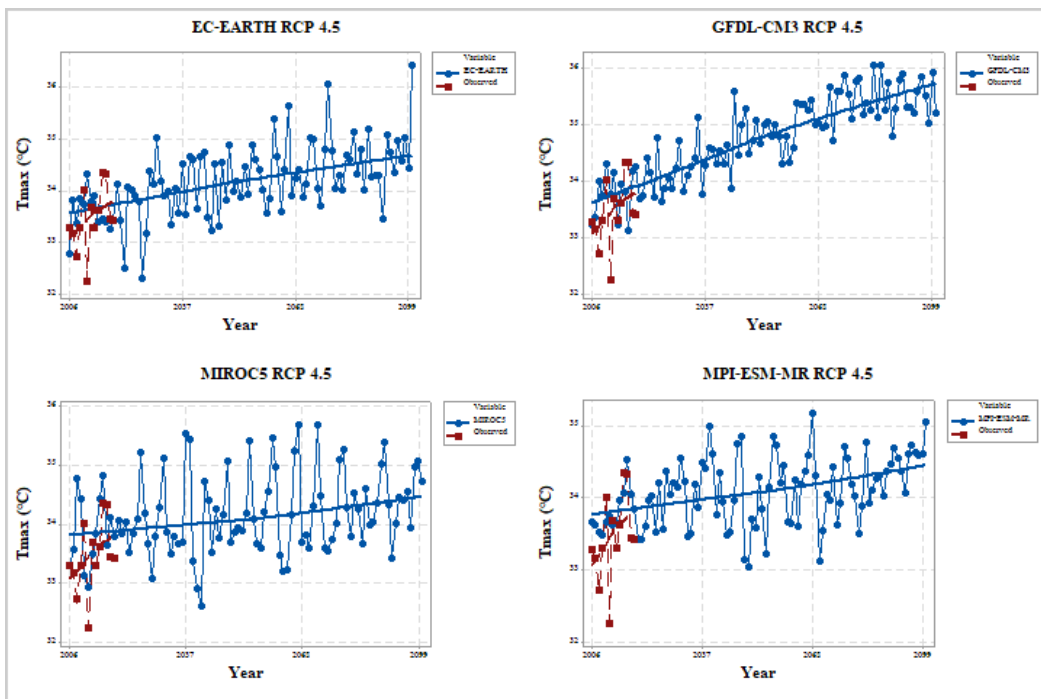 EC-EARTH RCP 4.5
Variable
EC-EARTH
Observed
Tmax (°C)
36
35
34
33
32
2006
2037
2068
2099
Year
GFDL-CM3 RCP 4.5
Variable
GFDL-CM3
Observed
Tmax (°C)
36
35
34
33
32
2006
2037
2068
2099
Year
MIROC5 RCP 4.5
Variable
MIROC5
Observed
Tmax (°C)
36
35
34
33
32
2006
2037
2068
2099
Year
MPI-ESM-MR RCP 4.5
Variable
MPI-ESM-MR
Observed
Tmax (°C)
35
34
33
32
2006
2037
2068
2099
Year